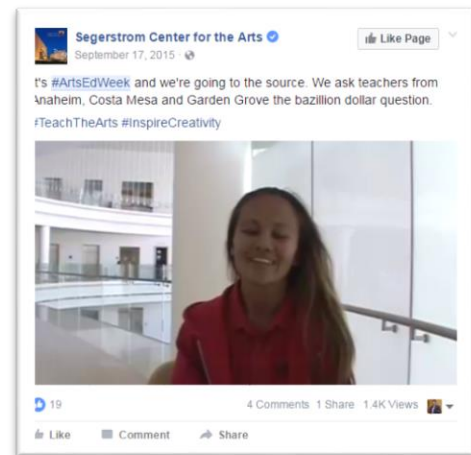 Segerstrom Center for the Arts
Like Page
September 17, 2015 ·
t's #ArtsEdWeek and we're going to the source. We ask teachers from
Anaheim, Costa Mesa and Garden Grove the bazillion dollar question.
#TeachTheArts #InspireCreativity
19
4 Comments 1 Share 1.4K Views
Like Comment Share